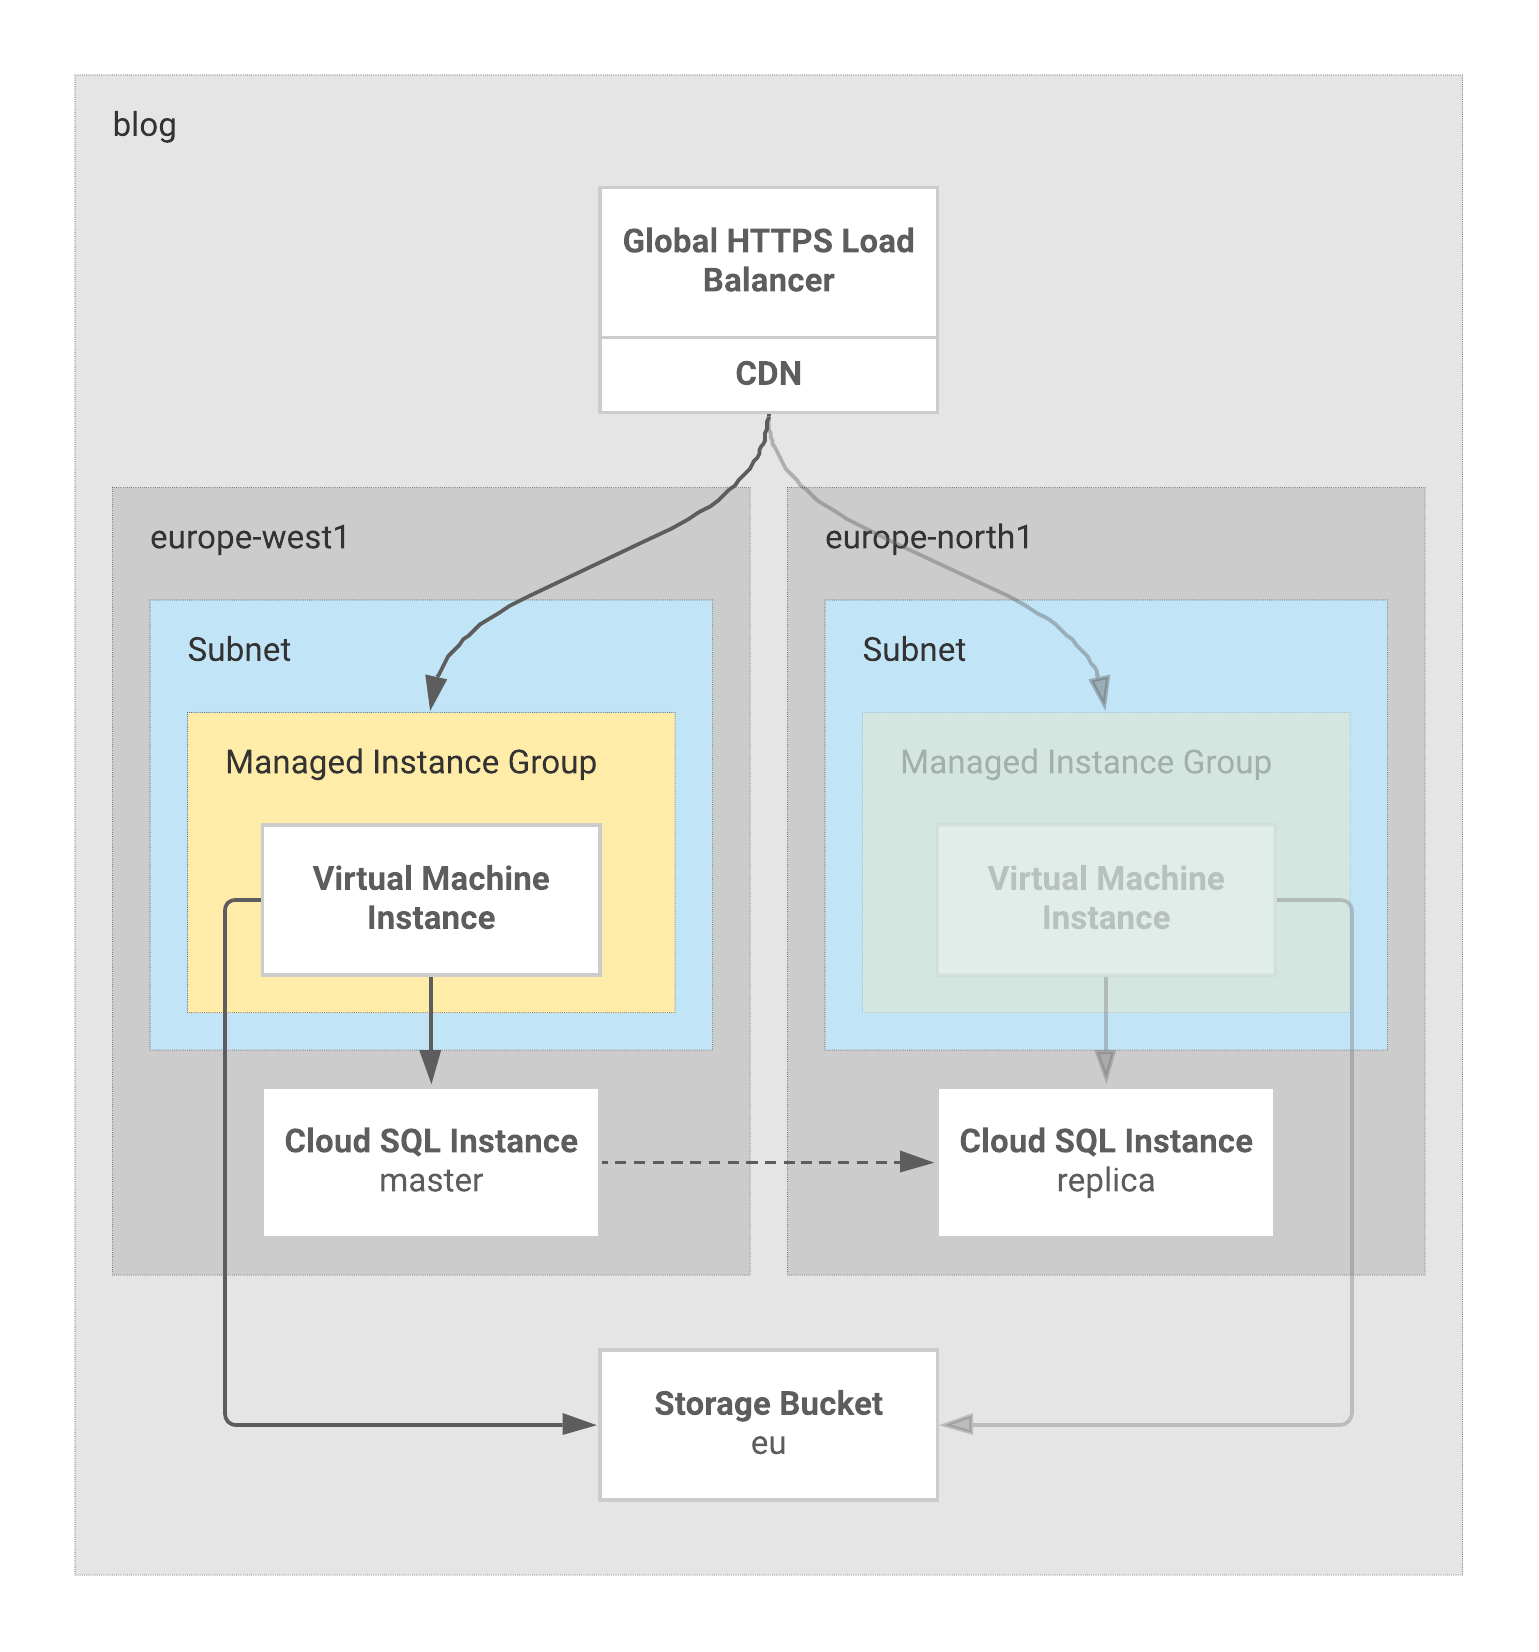 blog
Global HTTPS Load
Balancer
CDN
europe-west1
Subnet
Managed Instance Group
Virtual Machine
Instance
Cloud SQL Instance
master
europe-north1
Subnet
Managed Instance Group
Virtual Machine
Instance
Cloud SQL Instance
replica
Storage Bucket
eu